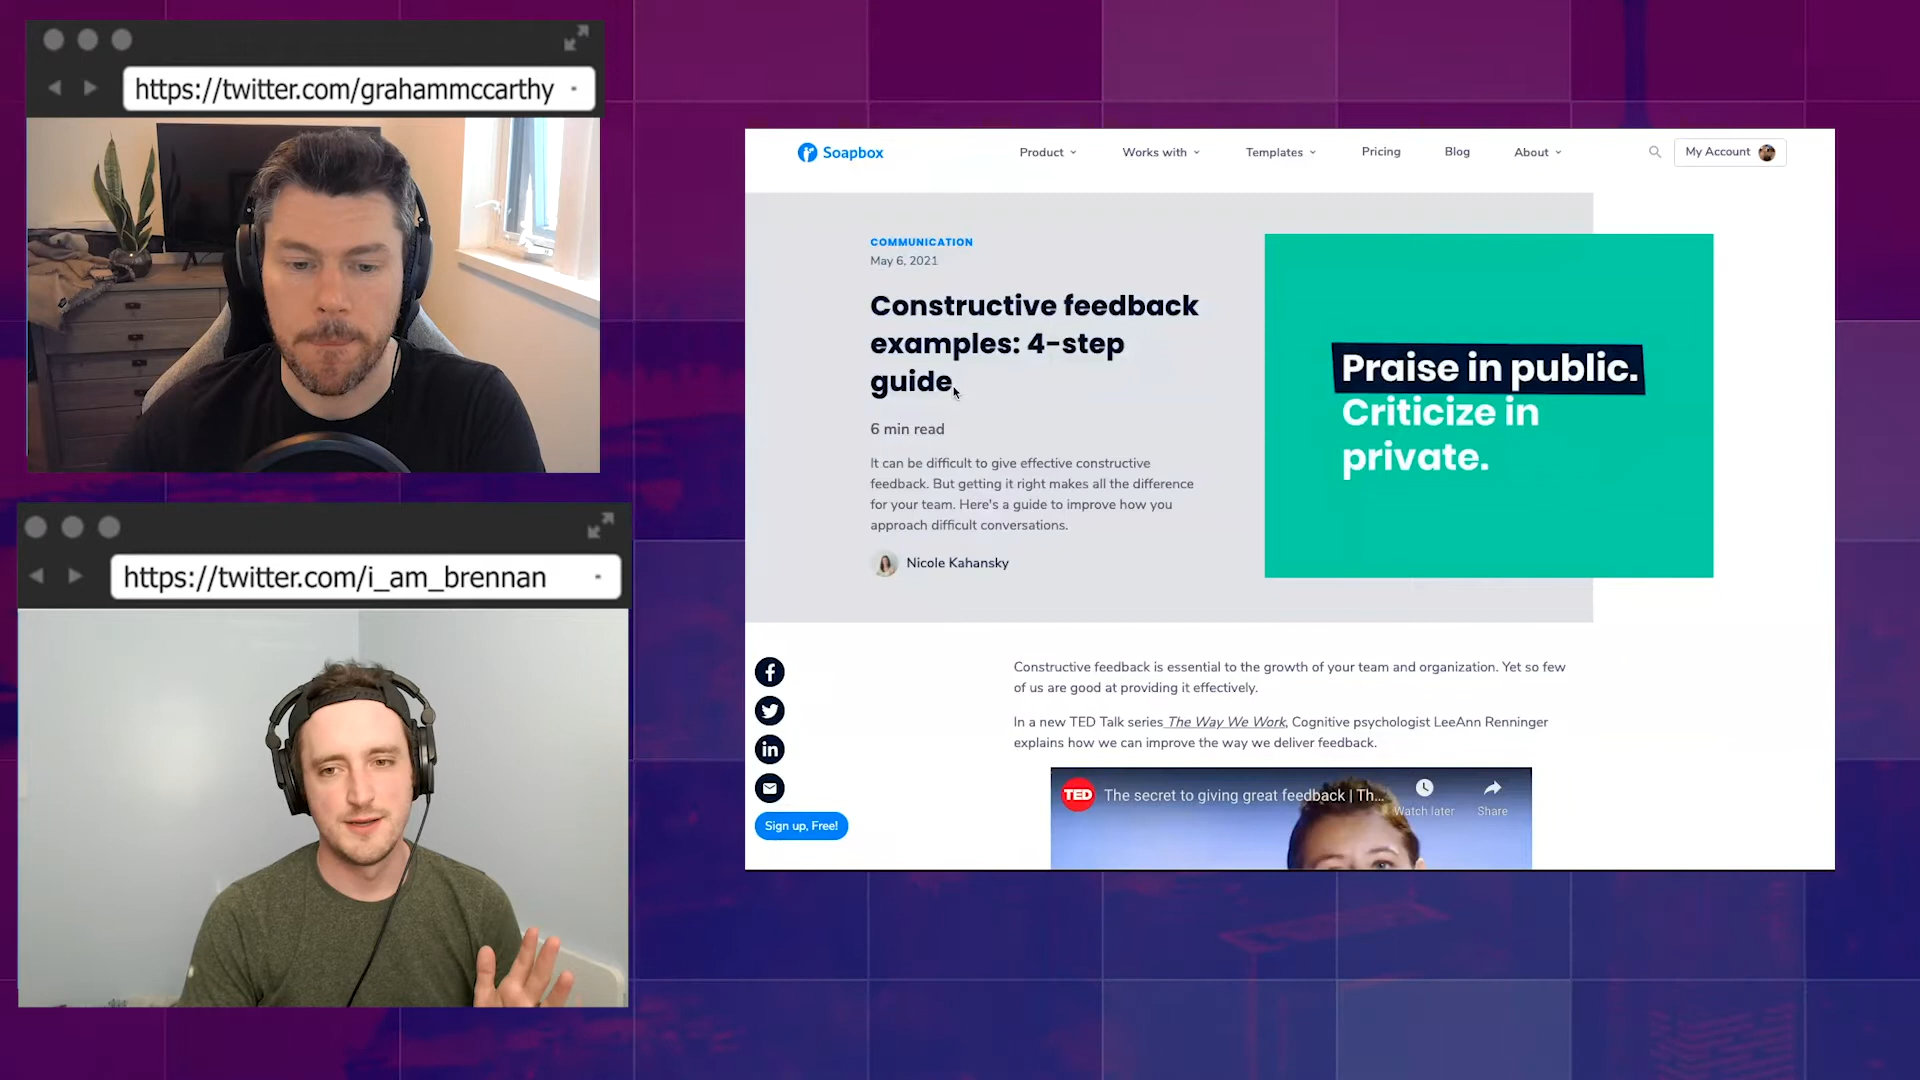 https://twitter.com/grahammccarthy
https://twitter.com/i_am_brennan
Soapbox
Product
Works with
Templates
Pricing
Blog
About
My Account
COMMUNICATION
May 6, 2021
Constructive feedback
examples: 4-step
guide
6 min read
It can be difficult to give effective constructive
feedback. But getting it right makes all the difference
for your team. Here's a guide to improve how you
approach difficult conversations.
Nicole Kahansky
Praise in public.
Criticize in
private.
Constructive feedback is essential to the growth of your team and organization. Yet so few
of us are good at providing it effectively.
In a new TED Talk series The Way We Work, Cognitive psychologist LeeAnn Renninger
explains how we can improve the way we deliver feedback.
TED
The secret to giving great feedback | Th...
Watch later
Share
Sign up, Free!